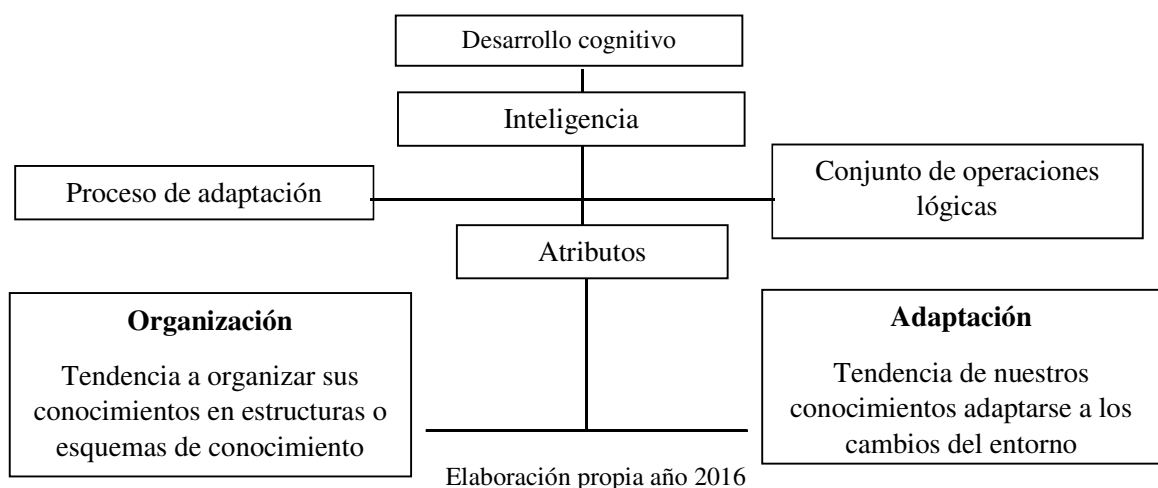 Desarrollo cognitivo
Inteligencia
Proceso de adaptación
Conjunto de operaciones
lógicas
Atributos
Organización
Tendencia a organizar sus
conocimientos en estructuras o
esquemas de conocimiento
Adaptación
Tendencia de nuestros
conocimientos adaptarse a los
cambios del entorno
Elaboración propia año 2016